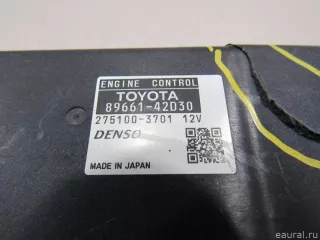 ENGINE CONTROL
TOYOTA
89661-42D30
275100-3701 12V
DENSO
MADE IN JAPAN
eaural.ru